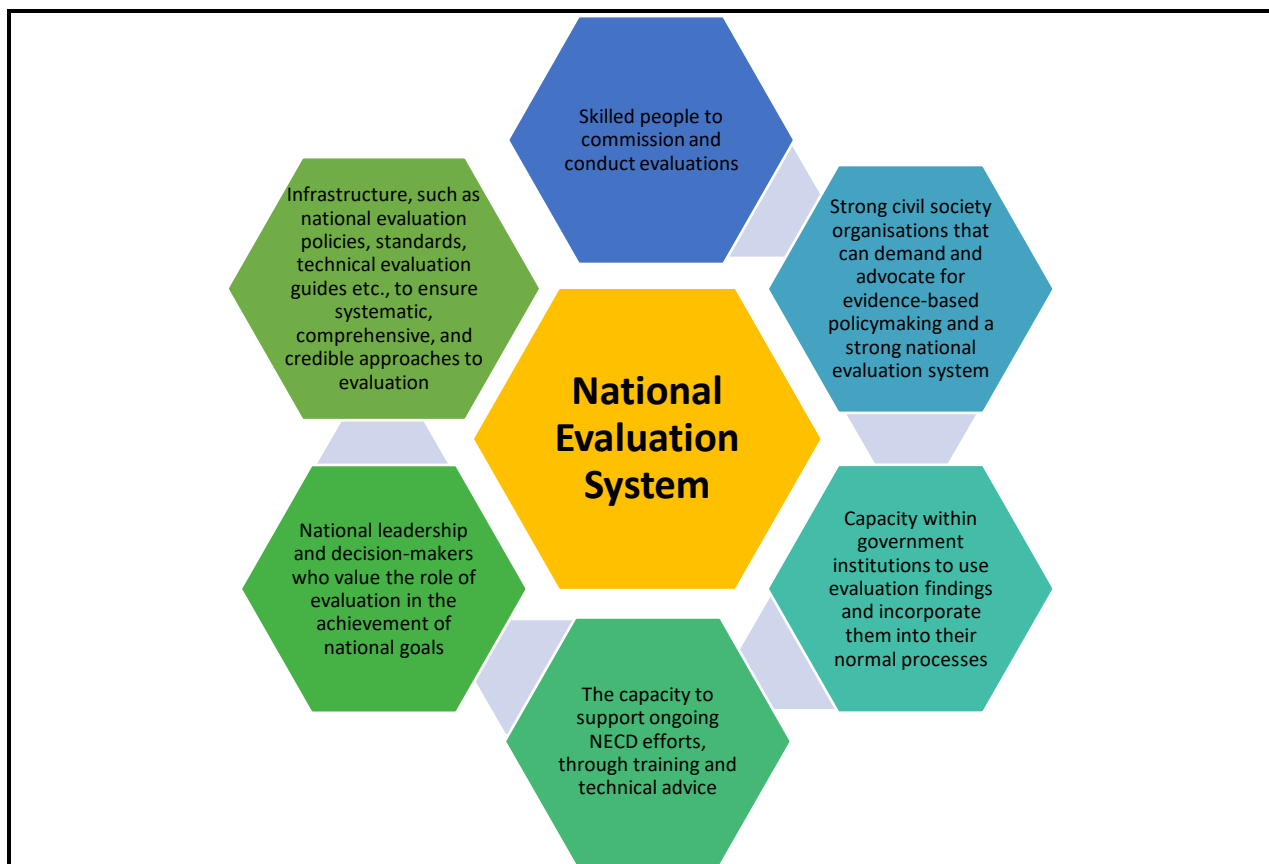 Skilled people to
commission and
conduct evaluations
Infrastructure, such as
national evaluation
policies, standards,
technical evaluation
guides etc., to ensure
systematic,
comprehensive, and
credible approaches to
evaluation
Strong civil society
organisations that
can demand and
advocate for
evidence-based
policymaking and a
strong national
evaluation system
National
Evaluation
System
National leadership
and decision-makers
who value the role of
evaluation in the
achievement of
national goals
Capacity within
government
institutions to use
evaluation findings
and incorporate
them into their
normal processes
The capacity to
support ongoing
NECD efforts,
through training and
technical advice